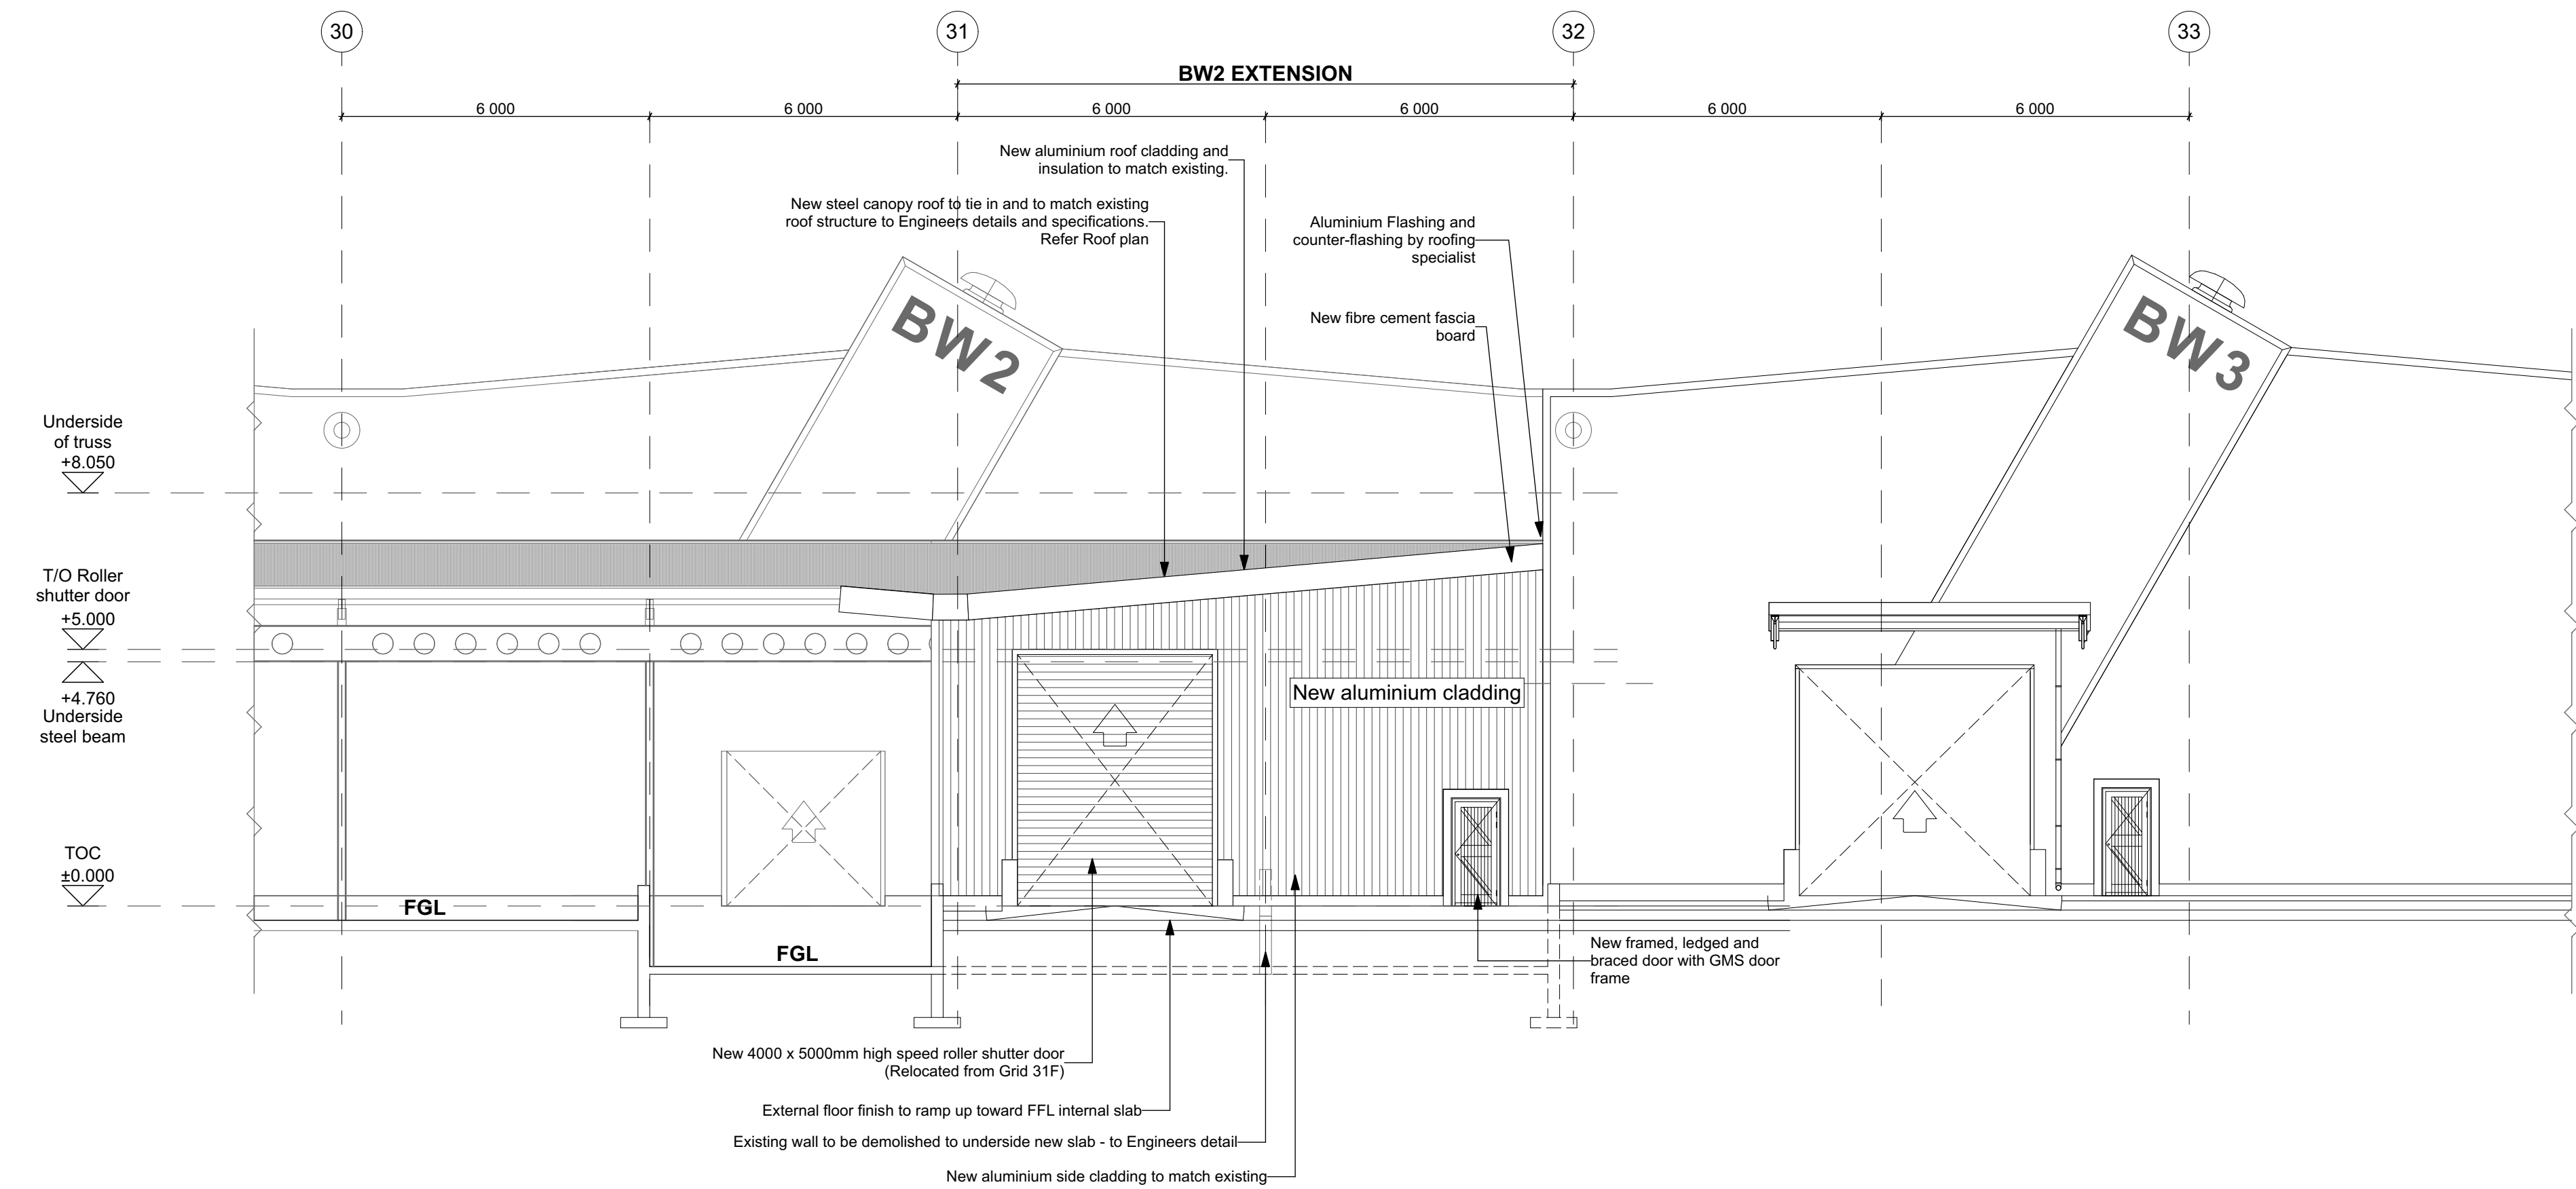 30
31
32
33
BW2 EXTENSION
6 000
6 000
6 000
6 000
6 000
6 000
New aluminium roof cladding and
insulation to match existing.
New steel canopy roof to tie in and to match existing
roof structure to Engineers details and specifications.
Refer Roof plan
Aluminium Flashing and
counter-flashing by roofing
specialist
New fibre cement fascia
board
BW2
BW3
Underside
of truss
+8.050
T/O Roller
shutter door
+5.000
+4.760
Underside
steel beam
New aluminium cladding
TOC
±0.000
FGL
FGL
New framed, ledged and
braced door with GMS door
frame
New 4000 x 5000mm high speed roller shutter door
(Relocated from Grid 31F)
External floor finish to ramp up toward FFL internal slab
Existing wall to be demolished to underside new slab - to Engineers detail
New aluminium side cladding to match existing